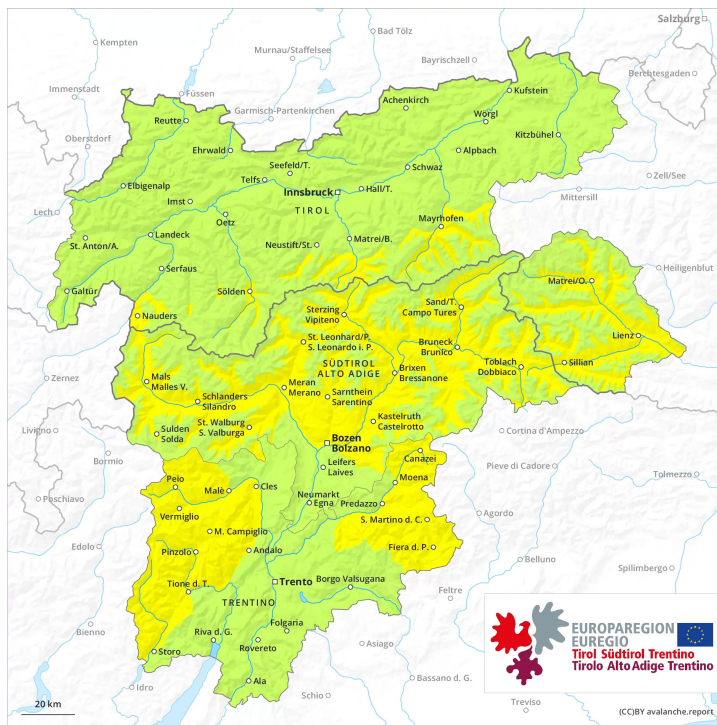 Salzburg
Kempten
Bad Tölz
Murnau/Staffelsee
Bayrischzell
Berchtesgaden
Immenstadt
Füssen
Garmisch-Partenkirchen
Achenkirch
Kufstein
Reutte
Wörgl
Oberstdorf
Ehrwald
Kitzbühel
Alpbach
Seefeld/T.
Schwaz
Zell/See
Elbigenalp
Telfs
Innsbruck
Hall/T.
Mittersill
Imst
TIROL
Lech
Oetz
Mayrhofen
St. Anton/A.
Landeck
Neustift/St.
Matrei/B.
Serfaus
Heiligenblut
Galtür
Sölden
Matrei/O.
Nauders
Sterzing
Vipiteno
Sand/T.
Campo Tures
Lienz
St. Leonhard/P.
S. Leonardo i. P.
Bruneck
Brunico
Sillian
Toblach
Dobbiaco
SÜDTIROL
ALTO ADIGE
Brixen
Bressanone
Zernez
Mals
Malles V.
Meran
Merano
Schlanders
Silandro
Sarnthein
Sarentino
St. Walburg
S. Valburga
Kastelruth
Castelrotto
Livigno
Sulden
Solda
Cortina d'Ampezzo
Bozen
Bolzano
Bormio
Canazei
Pieve di Cadore
Leifers
Laives
Tolmezzo
Poschiavo
Peio
Moena
Malè
Cles
Neumarkt
Egna
Predazzo
Vermiglio
S. Martino d. C.
Agordo
M. Campiglio
Edolo
Pinzolo
Andalo
Fiera d. P.
Belluno
Spilimbergo
Tione d. T.
Trento
Borgo Valsugana
Feltre
TRENTINO
Folgaria
Bienno
Riva d. G.
Rovereto
Asiago
Storo
Bassano d. G.
Idro
Ala
Schio
Treviso
EUROPAREGION
EUREGIO
Tirol Südtirol Trentino
Tirolo Alto Adige Trentino
20 km
(CC)BY avalanche.report